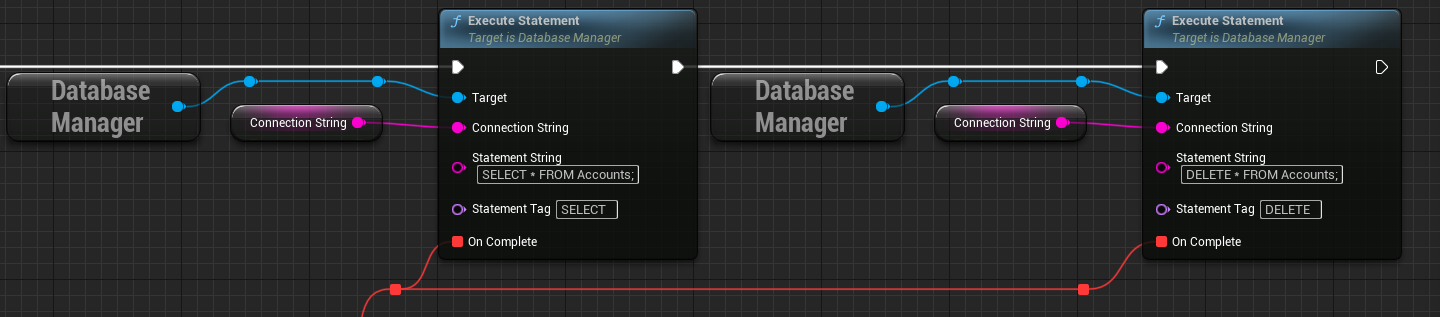 Execute Statement
Target is Database Manager
Database
Manager
Connection String
Target
Connection String
Statement String
SELECT * FROM Accounts;
Statement Tag SELECT
On Complete
Execute Statement
Target is Database Manager
Database
Manager
Connection String
Target
Connection String
Statement String
DELETE * FROM Accounts;
Statement Tag DELETE
On Complete